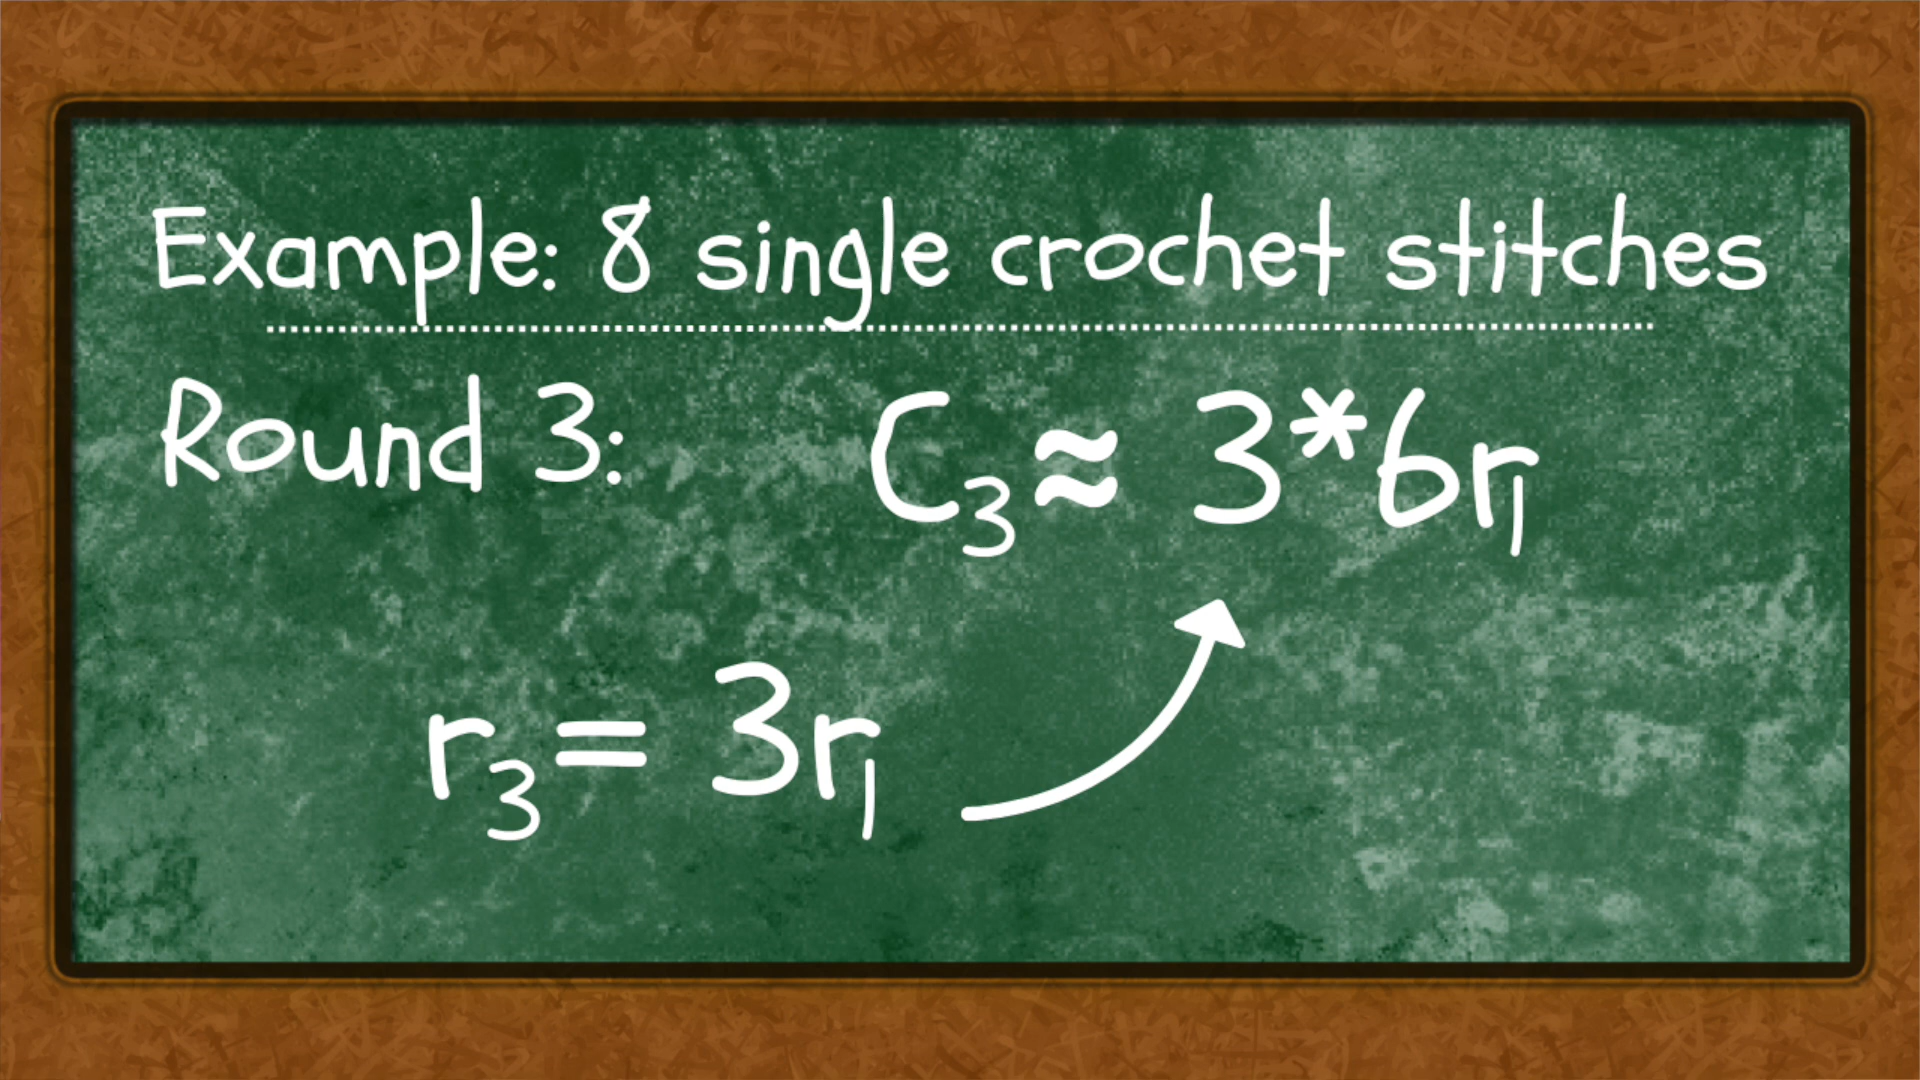 Example: 8 single crochet stitches
Round 3: C₃≈ 3*6r₁
r₃= 3r₁